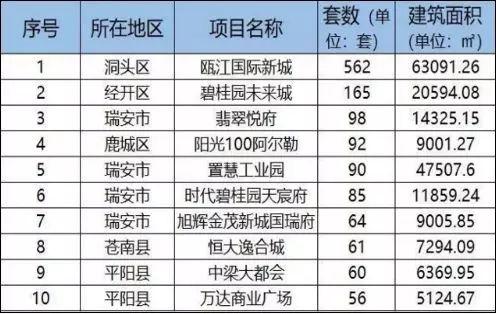 序号 所在地区 项目名称 套数（单位：套） 建筑面积（单位：㎡）
1 洞头区 瓯江国际新城 562 63091.26
2 经开区 碧桂园未来城 165 20594.08
3 瑞安市 翡翠悦府 98 14325.15
4 鹿城区 阳光100阿尔勒 92 9001.27
5 瑞安市 置慧工业园 90 47507.6
6 瑞安市 时代碧桂园天宸府 85 11859.24
7 瑞安市 旭辉金茂新城国瑞府 64 9005.85
8 苍南县 恒大逸合城 61 7294.09
9 平阳县 中梁大都会 60 6369.95
10 平阳县 万达商业广场 56 5124.67